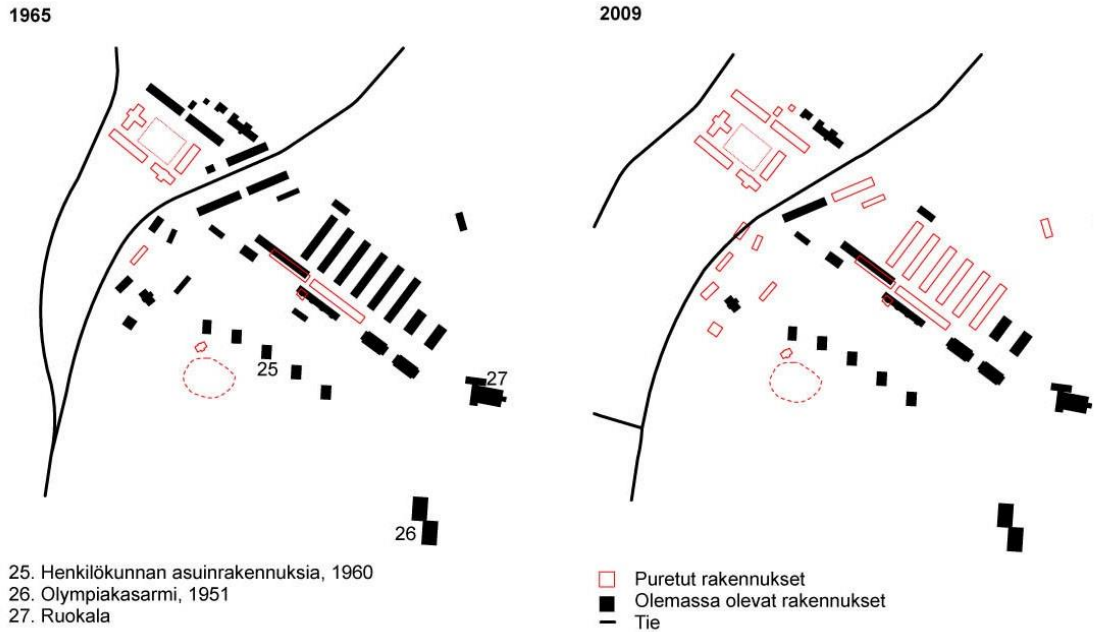 1965
2009
25
27
26
25. Henkilökunnan asuinrakennuksia, 1960
26. Olympiakasarmi, 1951
27. Ruokala
Puretut rakennukset
Olemassa olevat rakennukset
Tie